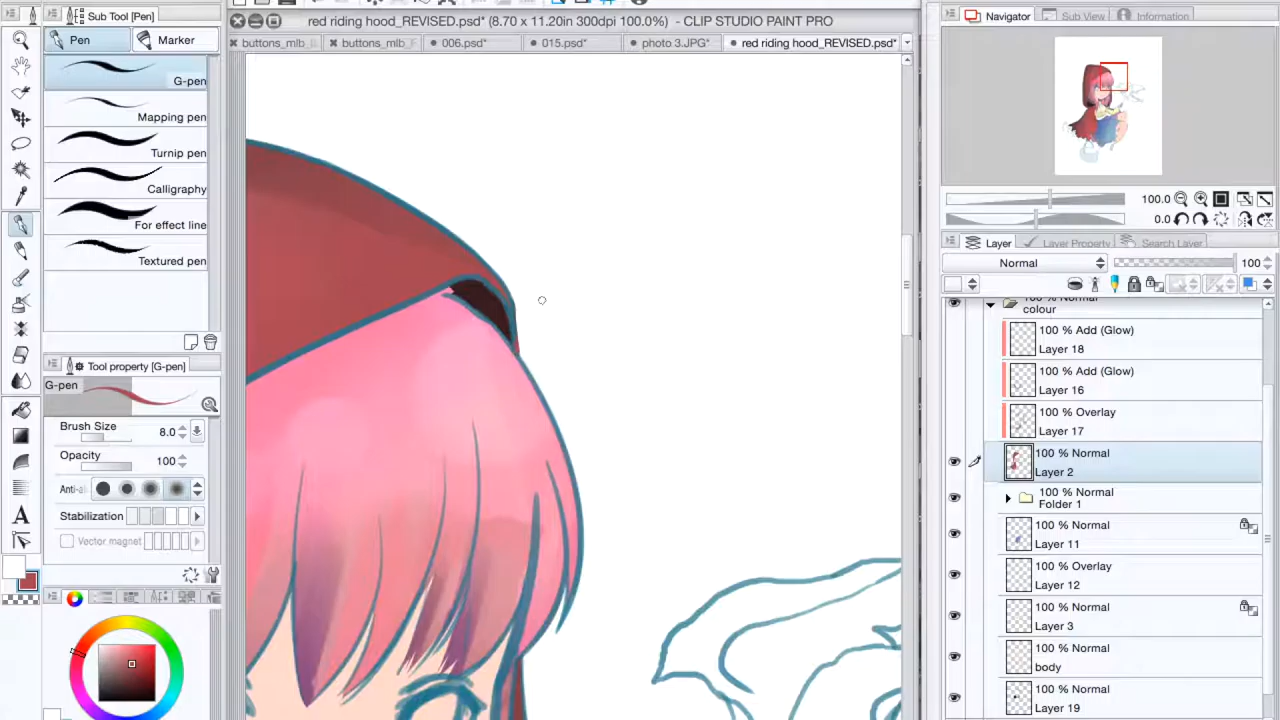 Sub Tool [Pen]
Pen
Marker
G-pen
Mapping pen
Turnip pen
Calligraphy
For effect line
Textured pen
Tool property [G-pen]
G-pen
Brush Size 8.0
Opacity 100
Anti-al
Stabilization
Vector magnet
red riding hood_REVISED.psd* (8.70 x 11.20in 300dpi 100.0%) - CLIP STUDIO PAINT PRO
buttons_mlb_
buttons_mlb_
006.psd*
015.psd*
photo 3.JPG*
red riding hood_REVISED.psd*
Navigator
Sub View
Information
100.0
0.0
Layer
Layer Property
Search Layer
Normal 100
100 % Normal
colour
100 % Add (Glow)
Layer 18
100 % Add (Glow)
Layer 16
100 % Overlay
Layer 17
100 % Normal
Layer 2
100 % Normal
Folder 1
100 % Normal
Layer 11
100 % Overlay
Layer 12
100 % Normal
Layer 3
100 % Normal
body
100 % Normal
Layer 19